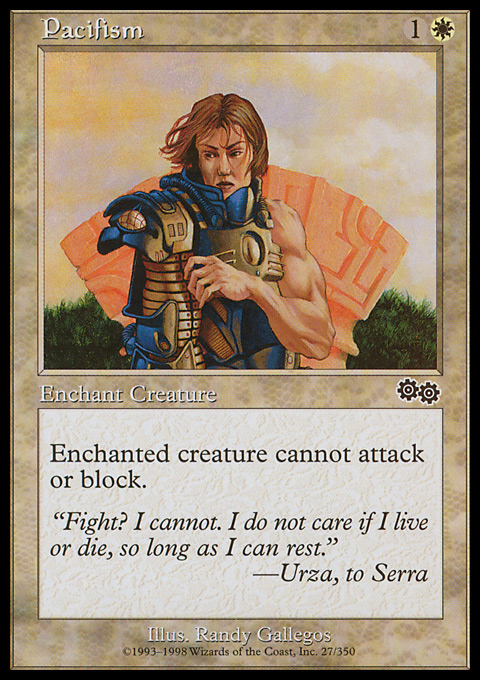 Pacifism 1
Enchant Creature
Enchanted creature cannot attack
or block.
“Fight? I cannot. I do not care if I live
or die, so long as I can rest.”
—Urza, to Serra
Illus. Randy Gallegos
©1993–1998 Wizards of the Coast, Inc. 27/350